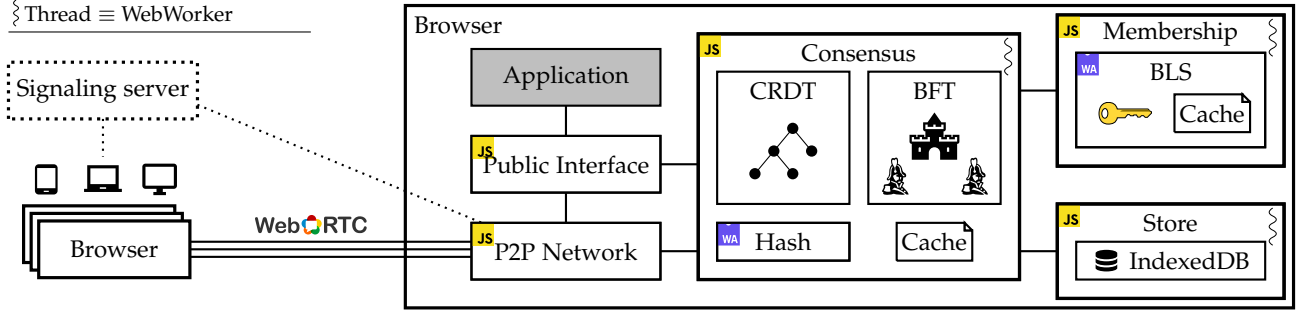 Thread ≡ WebWorker
Signaling server
Browser
WebRTC
Browser
Application
JS
Public Interface
JS
P2P Network
JS
Consensus
CRDT
BFT
WA
Hash
Cache
JS
Membership
WA
BLS
Cache
JS
Store
IndexedDB